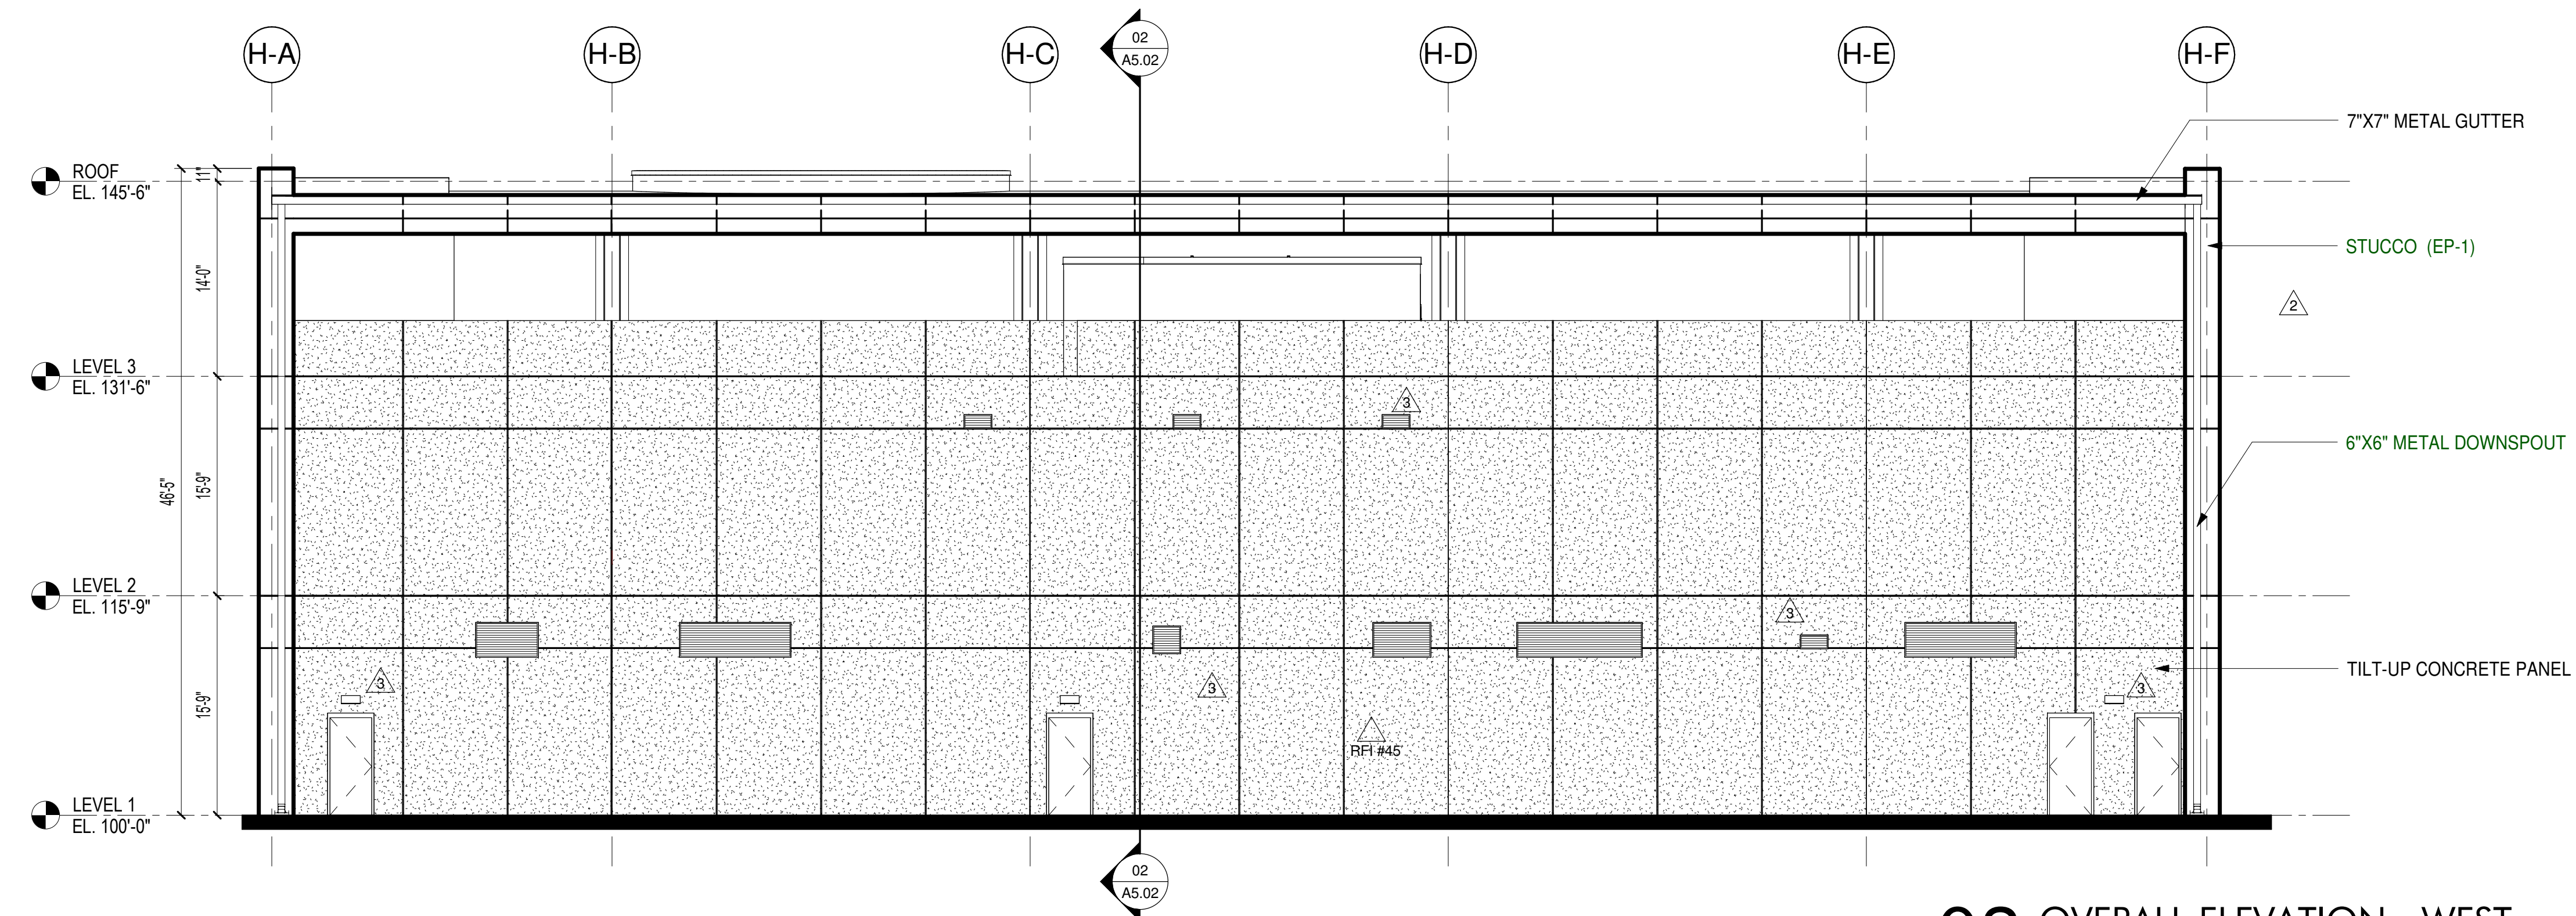 H-A
H-B
H-C
02
A5.02
H-D
H-E
H-F
7"X7" METAL GUTTER
ROOF
EL. 145'-6"
11"
STUCCO (EP-1)
14'-0"
2
LEVEL 3
EL. 131'-6"
3
6"X6" METAL DOWNSPOUT
46'-5"
15'-9"
LEVEL 2
EL. 115'-9"
3
TILT-UP CONCRETE PANEL
3
3
3
15'-9"
RFI #45
LEVEL 1
EL. 100'-0"
02
A5.02
OVERALL ELEVATION - WEST